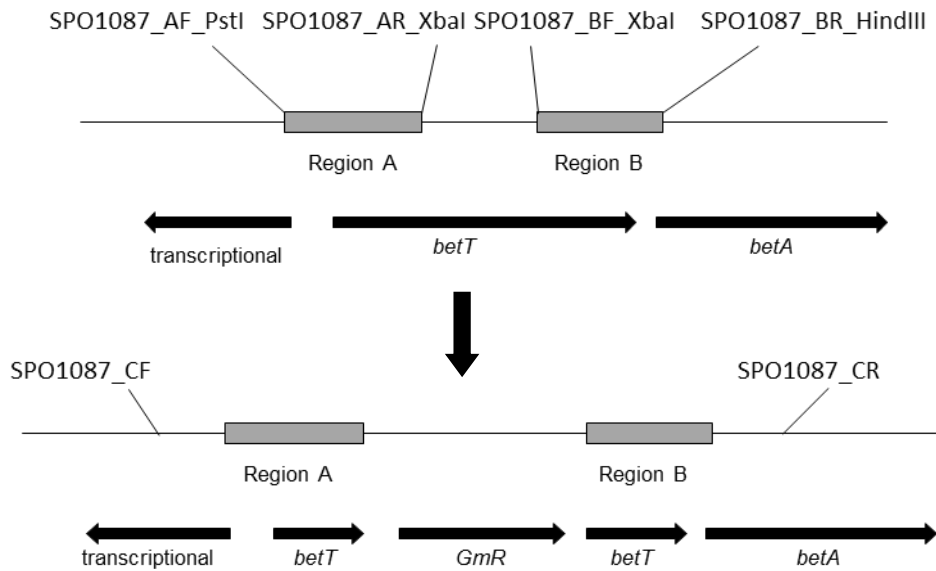 SPO1087_AF_PstI SPO1087_AR_XbaI SPO1087_BF_XbaI SPO1087_BR_HindIII
Region A Region B
transcriptional betT betA
SPO1087_CF SPO1087_CR
Region A Region B
transcriptional betT GmR betT betA